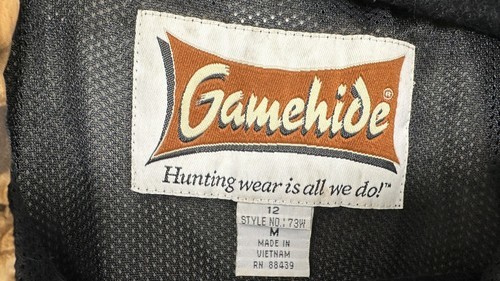 Gamehide®
Hunting wear is all we do!™
12
STYLE NO.: 73W
M
MADE IN
VIETNAM
RN 88439